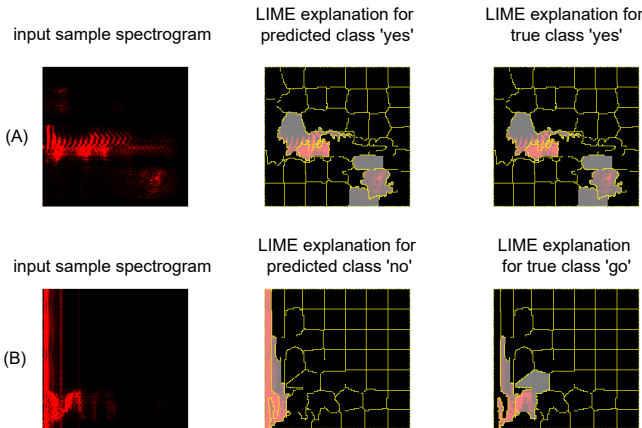 input sample spectrogram
LIME explanation for
predicted class 'yes'
LIME explanation for
true class 'yes'
(A)
input sample spectrogram
LIME explanation for
predicted class 'no'
LIME explanation
for true class 'go'
(B)